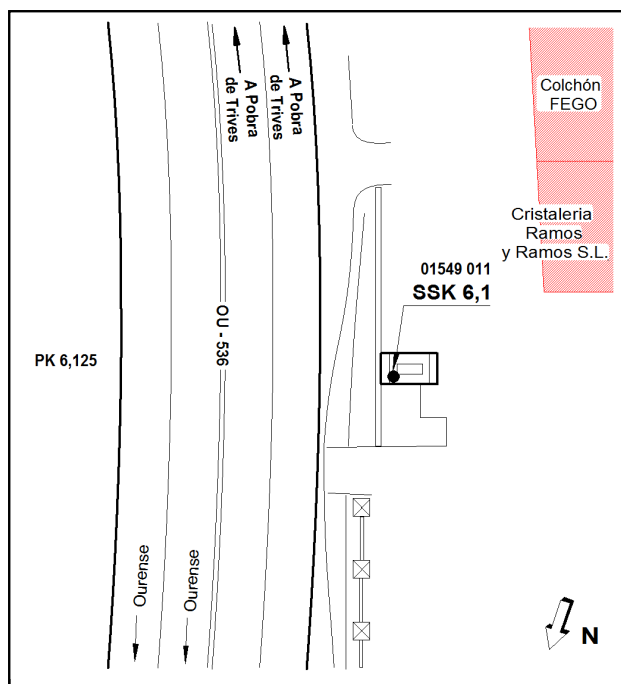 A Pobra
de Trives
A Pobra
de Trives
Colchón
FEGO
Cristaleria
Ramos
y Ramos S.L.
01549 011
SSK 6,1
OU - 536
PK 6,125
Ourense
Ourense
N